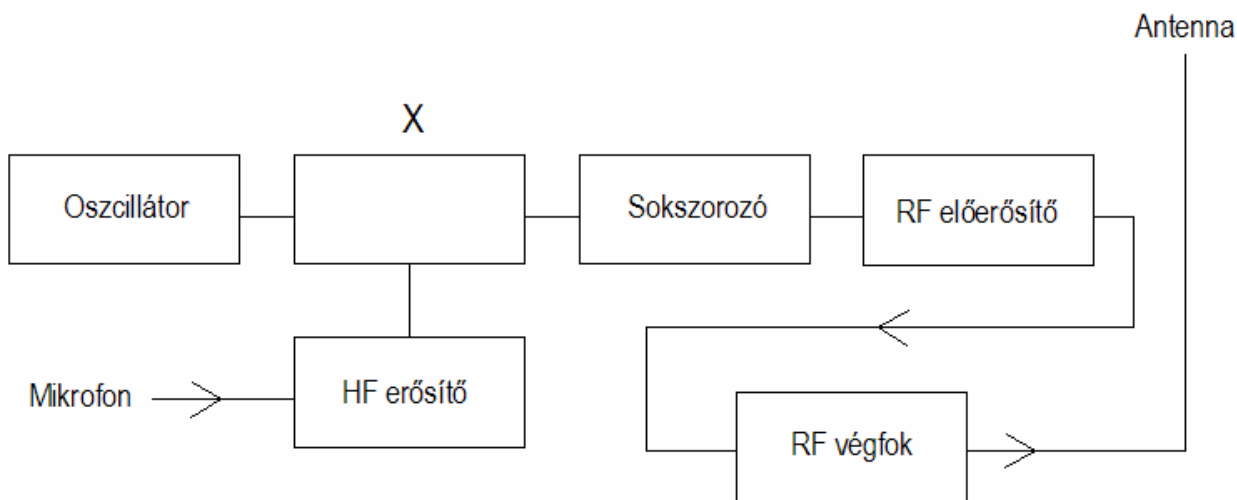 Antenna
X
Oszcillátor
Sokszorozó
RF előerősítő
Mikrofon
HF erősítő
RF végfok